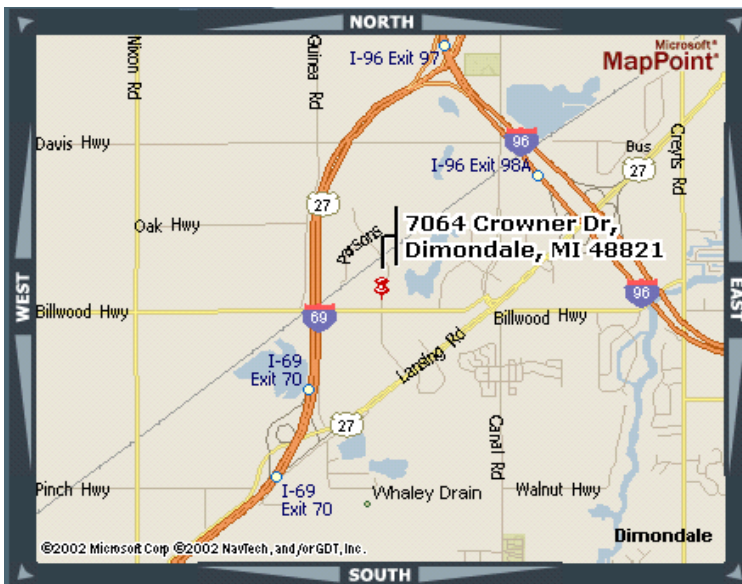 NORTH
Microsoft®
MapPoint®
Nixon Rd
Guinea Rd
I-96 Exit 97
Davis Hwy
96
Bus
27
Creyts Rd
I-96 Exit 98A
27
Oak Hwy
Parsons
7064 Crowner Dr,
Dimondale, MI 48821
WEST
EAST
96
Billwood Hwy
69
Billwood Hwy
Lansing Rd
I-69
Exit 70
27
Canal Rd
Pinch Hwy
I-69
Exit 70
Whaley Drain
Walnut Hwy
Dimondale
©2002 Microsoft Corp ©2002 NavTech, and/or GDT, Inc.
SOUTH